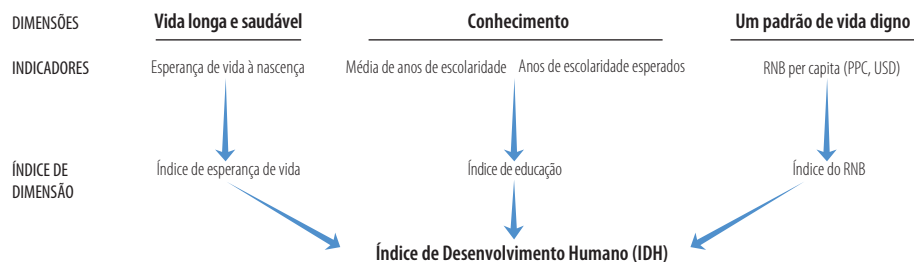 DIMENSÕES Vida longa e saudável Conhecimento Um padrão de vida digno
INDICADORES Esperança de vida à nascença Média de anos de escolaridade Anos de escolaridade esperados RNB per capita (PPC, USD)
ÍNDICE DE
DIMENSÃO Índice de esperança de vida Índice de educação Índice do RNB
Índice de Desenvolvimento Humano (IDH)